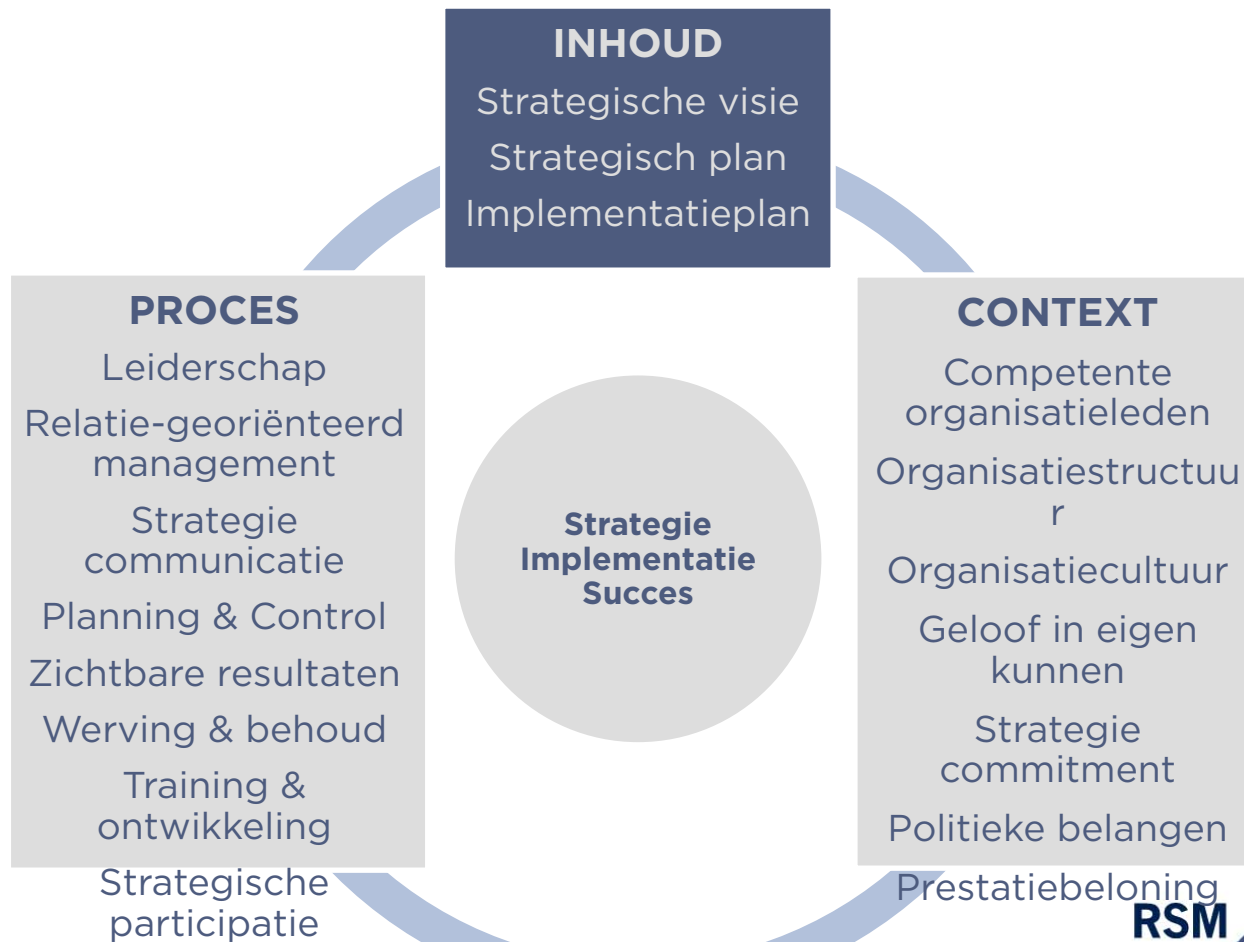 INHOUD
Strategische visie
Strategisch plan
Implementatieplan
PROCES
Leiderschap
Relatie-georiënteerd
management
Strategie
communicatie
Planning & Control
Zichtbare resultaten
Werving & behoud
Training &
ontwikkeling
Strategische
participatie
Strategie
Implementatie
Succes
CONTEXT
Competente
organisatieleden
Organisatiestructuu
r
Organisatiecultuur
Geloof in eigen
kunnen
Strategie
commitment
Politieke belangen
Prestatiebeloning
RSM